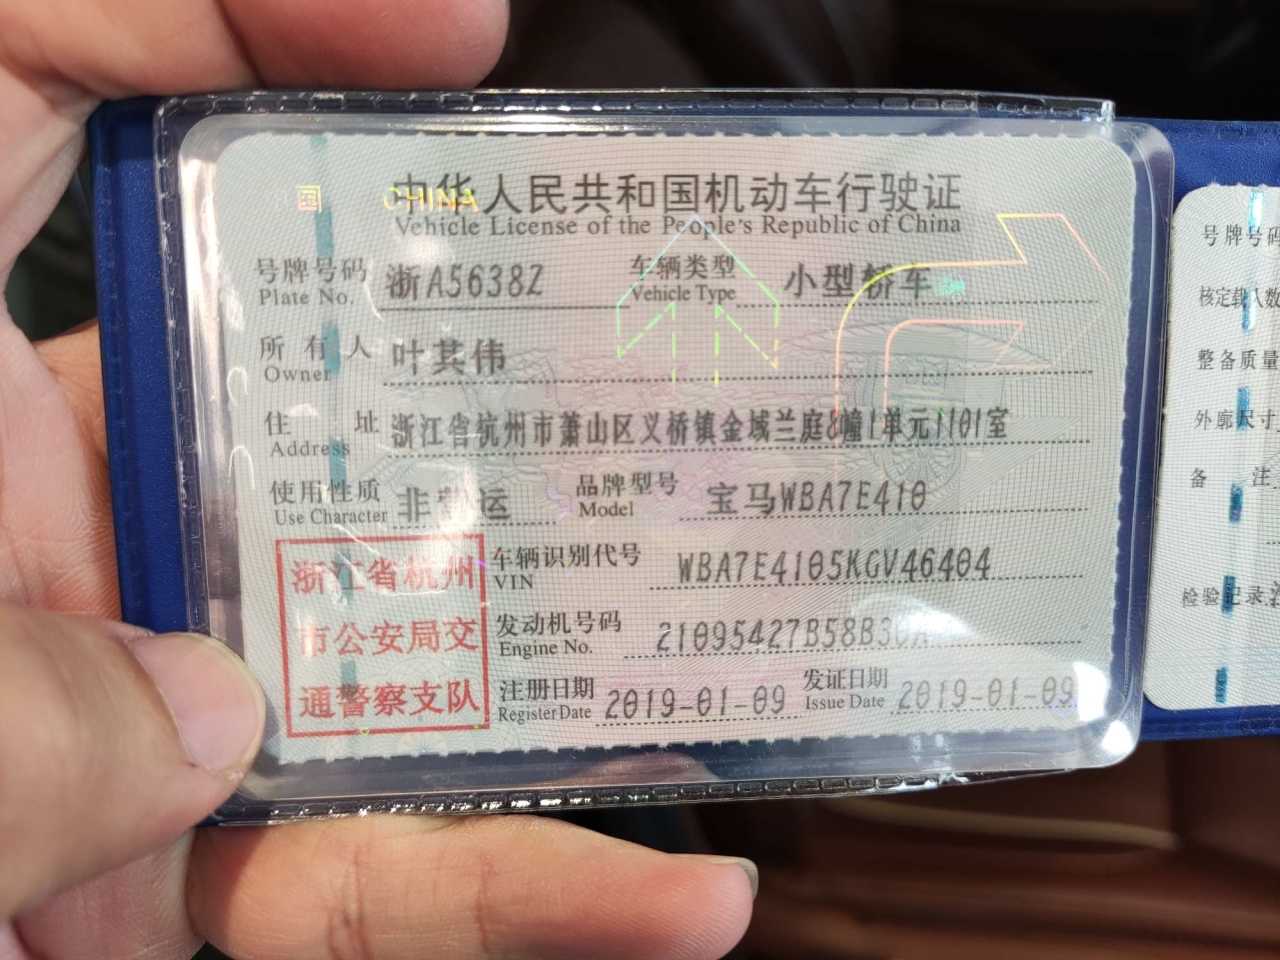 国 CHINA
中华人民共和国机动车行驶证
Vehicle License of the People's Republic of China
号牌号码 浙A5638Z 车辆类型 小型轿车
Plate No. Vehicle Type
所有人 叶其伟
Owner
住址 浙江省杭州市萧山区义桥镇金域兰庭8幢1单元1101室
Address
使用性质 非营运 品牌型号 宝马WBA7E410
Use Character Model
浙江省杭州
市公安局交
通警察支队
车辆识别代号 WBA7E4105KGV46404
VIN
发动机号码 21095427B58B30A
Engine No.
注册日期 2019-01-09 发证日期 2019-01-09
Register Date Issue Date
号牌号码
核定载人数
整备质量
外廓尺寸
备注
检验记录